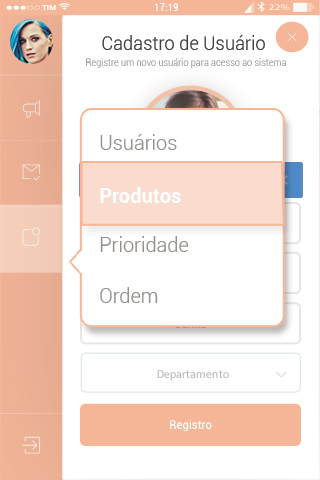 TIM 17:19 22%
Cadastro de Usuário
Registre um novo usuário para acesso ao sistema
Usuários
Produtos
Prioridade
Ordem
Departamento
Registro